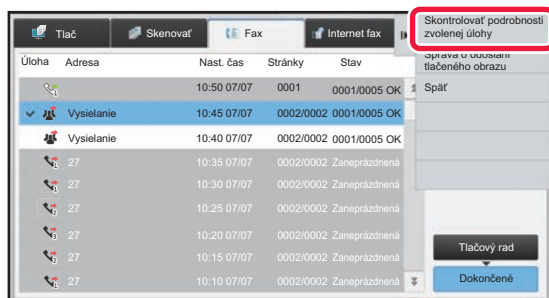 Tlač Skenovať Fax Internet fax
Skontrolovať podrobnosti
zvolenej úlohy
Správa o odoslaní
tlačeného obrazu
Späť
Úloha Adresa Nast. čas Stránky Stav
10:50 07/07 0001 0001/0005 OK
Vysielanie 10:45 07/07 0002/0002 0001/0005 OK
Vysielanie 10:40 07/07 0002/0002 0001/0005 OK
27 10:35 07/07 0002/0002 Zaneprázdnená
27 10:30 07/07 0002/0002 Zaneprázdnená
27 10:25 07/07 0002/0002 Zaneprázdnená
27 10:20 07/07 0002/0002 Zaneprázdnená
27 10:15 07/07 0002/0002 Zaneprázdnená
27 10:10 07/07 0002/0002 Zaneprázdnená
Tlačový rad
Dokončené